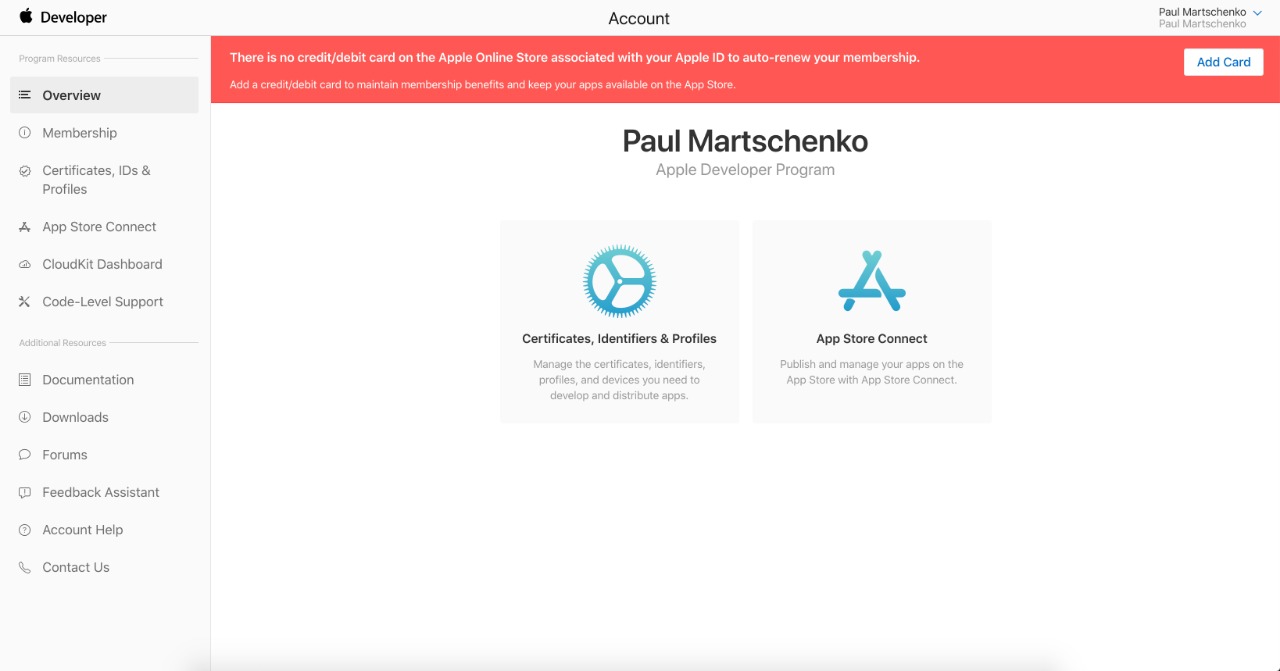 Developer
Account
Paul Martschenko
Paul Martschenko
Program Resources
Overview
Membership
Certificates, IDs &
Profiles
App Store Connect
CloudKit Dashboard
Code-Level Support
Additional Resources
Documentation
Downloads
Forums
Feedback Assistant
Account Help
Contact Us
There is no credit/debit card on the Apple Online Store associated with your Apple ID to auto-renew your membership.
Add a credit/debit card to maintain membership benefits and keep your apps available on the App Store.
Add Card
Paul Martschenko
Apple Developer Program
Certificates, Identifiers & Profiles
Manage the certificates, identifiers,
profiles, and devices you need to
develop and distribute apps.
App Store Connect
Publish and manage your apps on the
App Store with App Store Connect.